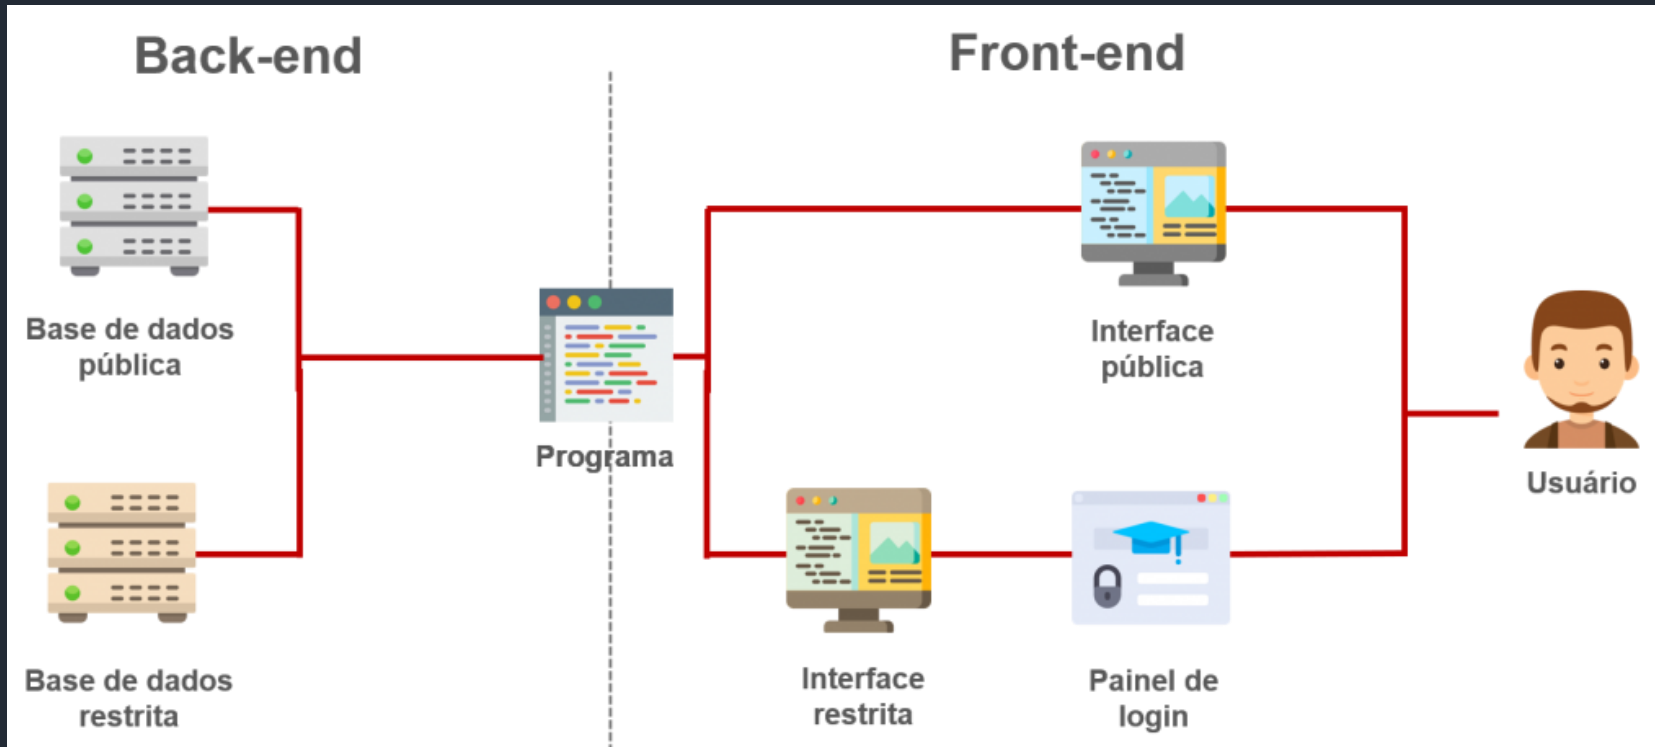 Back-end
Front-end
Base de dados
pública
Interface
pública
Programa
Usuário
Base de dados
restrita
Interface
restrita
Painel de
login